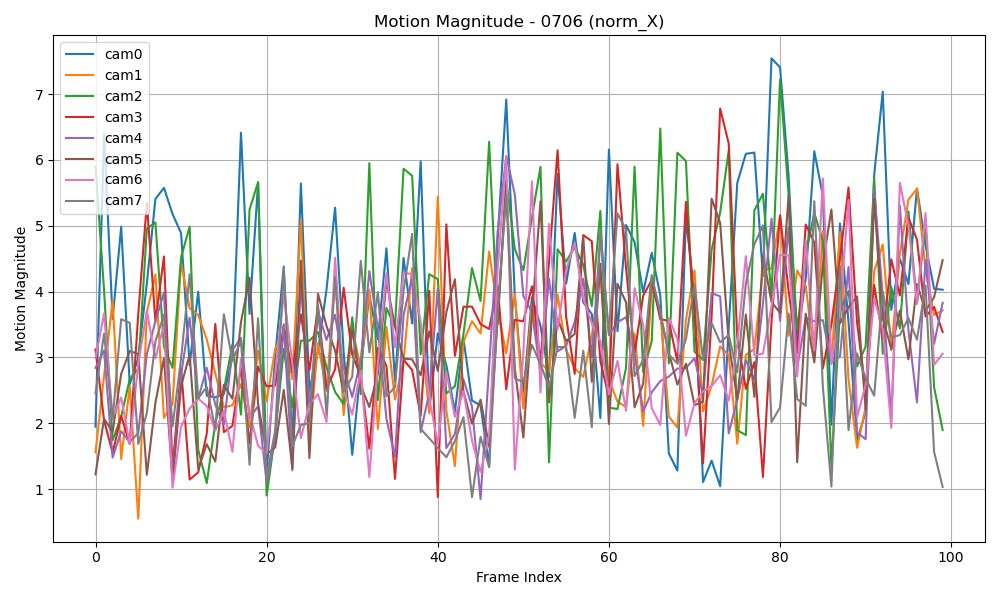 Motion Magnitude - 0706 (norm_X)
cam0
cam1
cam2
cam3
cam4
cam5
cam6
cam7
7
6
5
4
3
2
1
Motion Magnitude
0 20 40 60 80 100
Frame Index